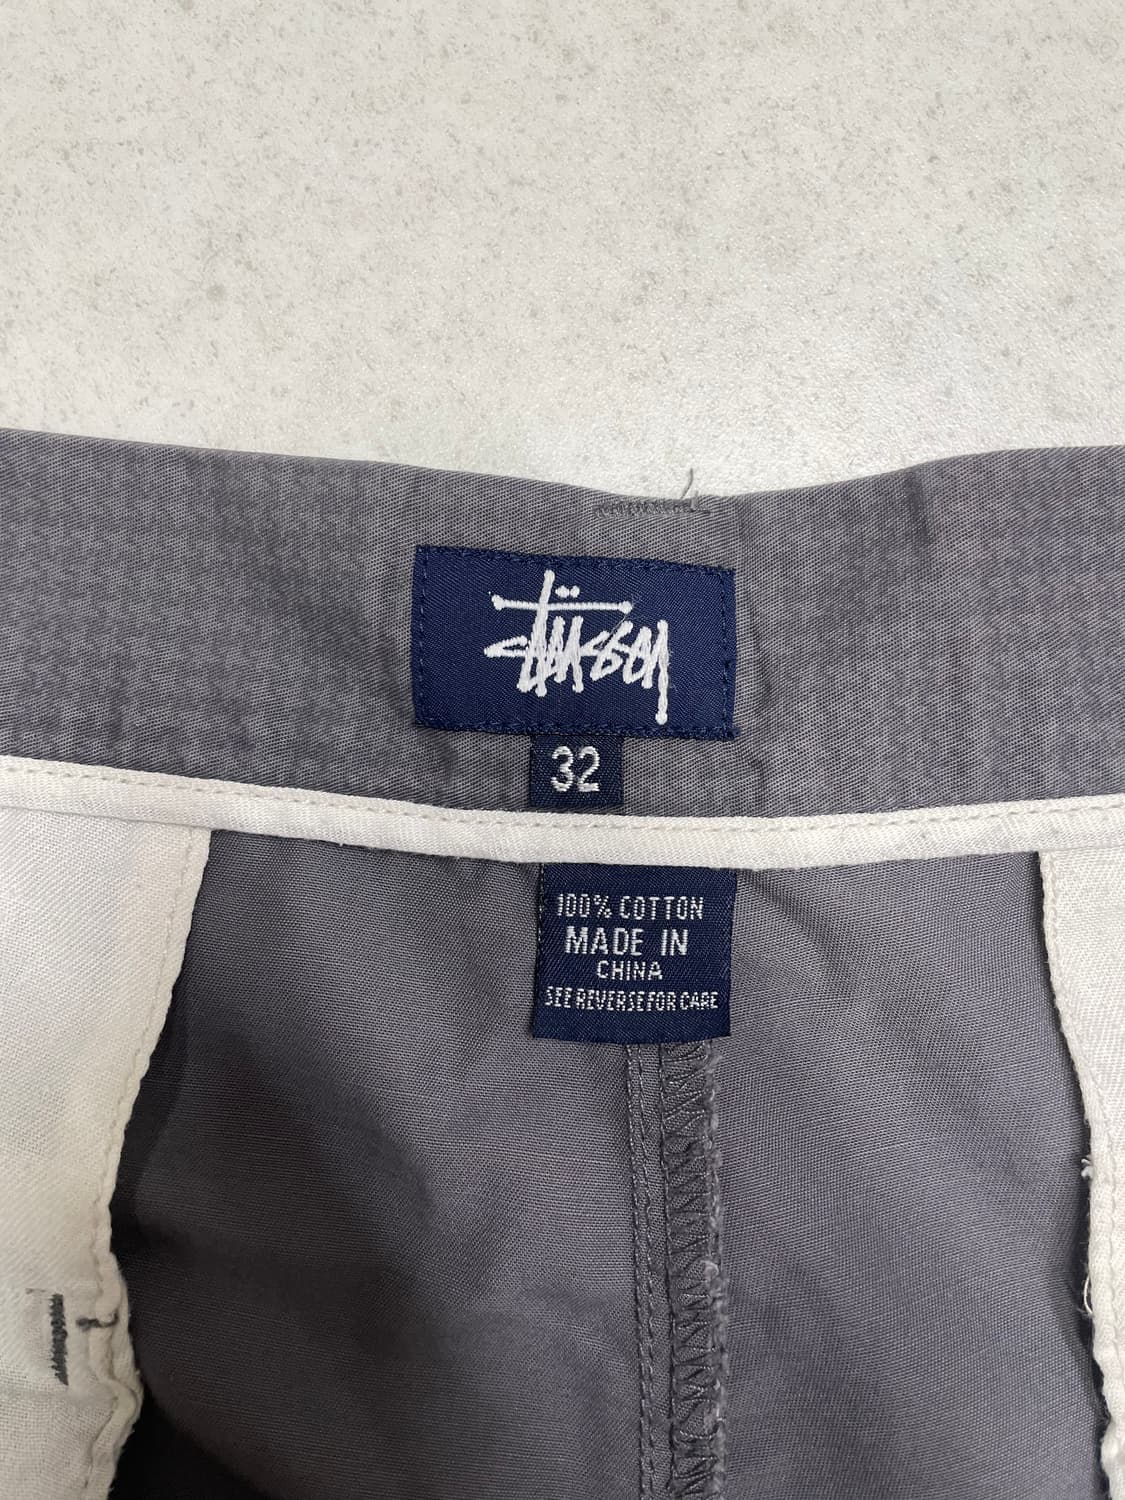 Stüssy
32
100% COTTON
MADE IN
CHINA
SEE REVERSE FOR CARE